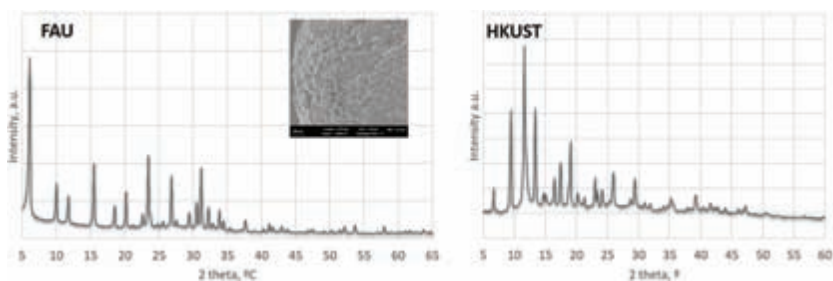 FAU
Intensity, a.u.
5 10 15 20 25 30 35 40 45 50 55 60 65
2 theta, ºC
HKUST
Intensity a.u.
5 10 15 20 25 30 35 40 45 50 55 60
2 theta, º